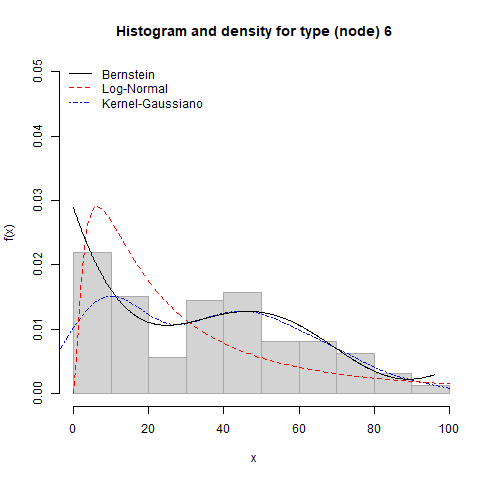 Histogram and density for type (node) 6
Bernstein
Log-Normal
Kernel-Gaussiano
f(x)
0.05
0.04
0.03
0.02
0.01
0.00
0 20 40 60 80 100
x